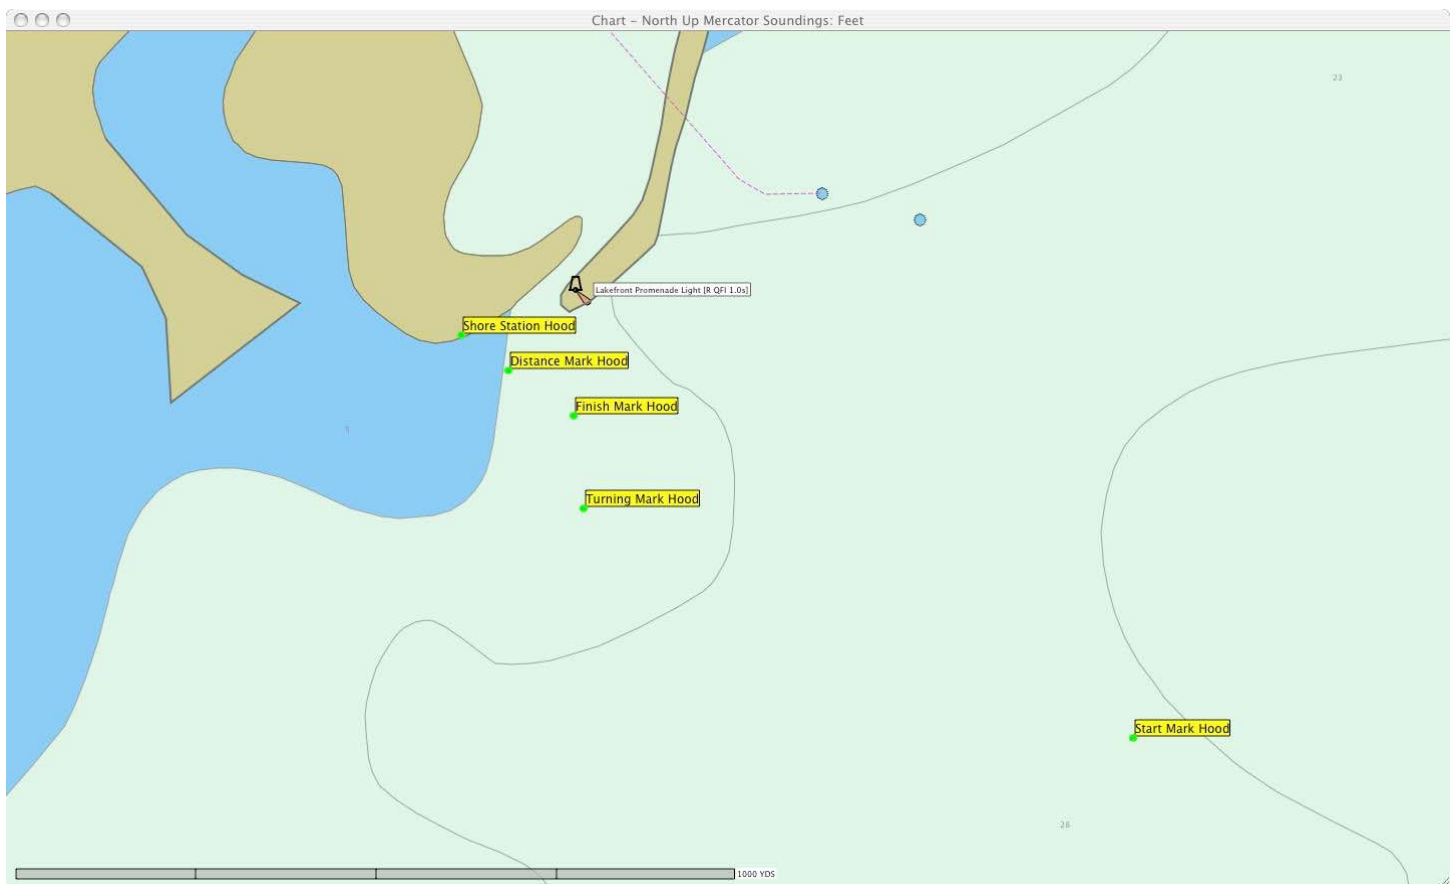 Chart – North Up Mercator Soundings: Feet
23
Lakefront Promenade Light [R QFl 1.0s]
Shore Station Hood
Distance Mark Hood
Finish Mark Hood
5
Turning Mark Hood
Start Mark Hood
26
1000 YDS